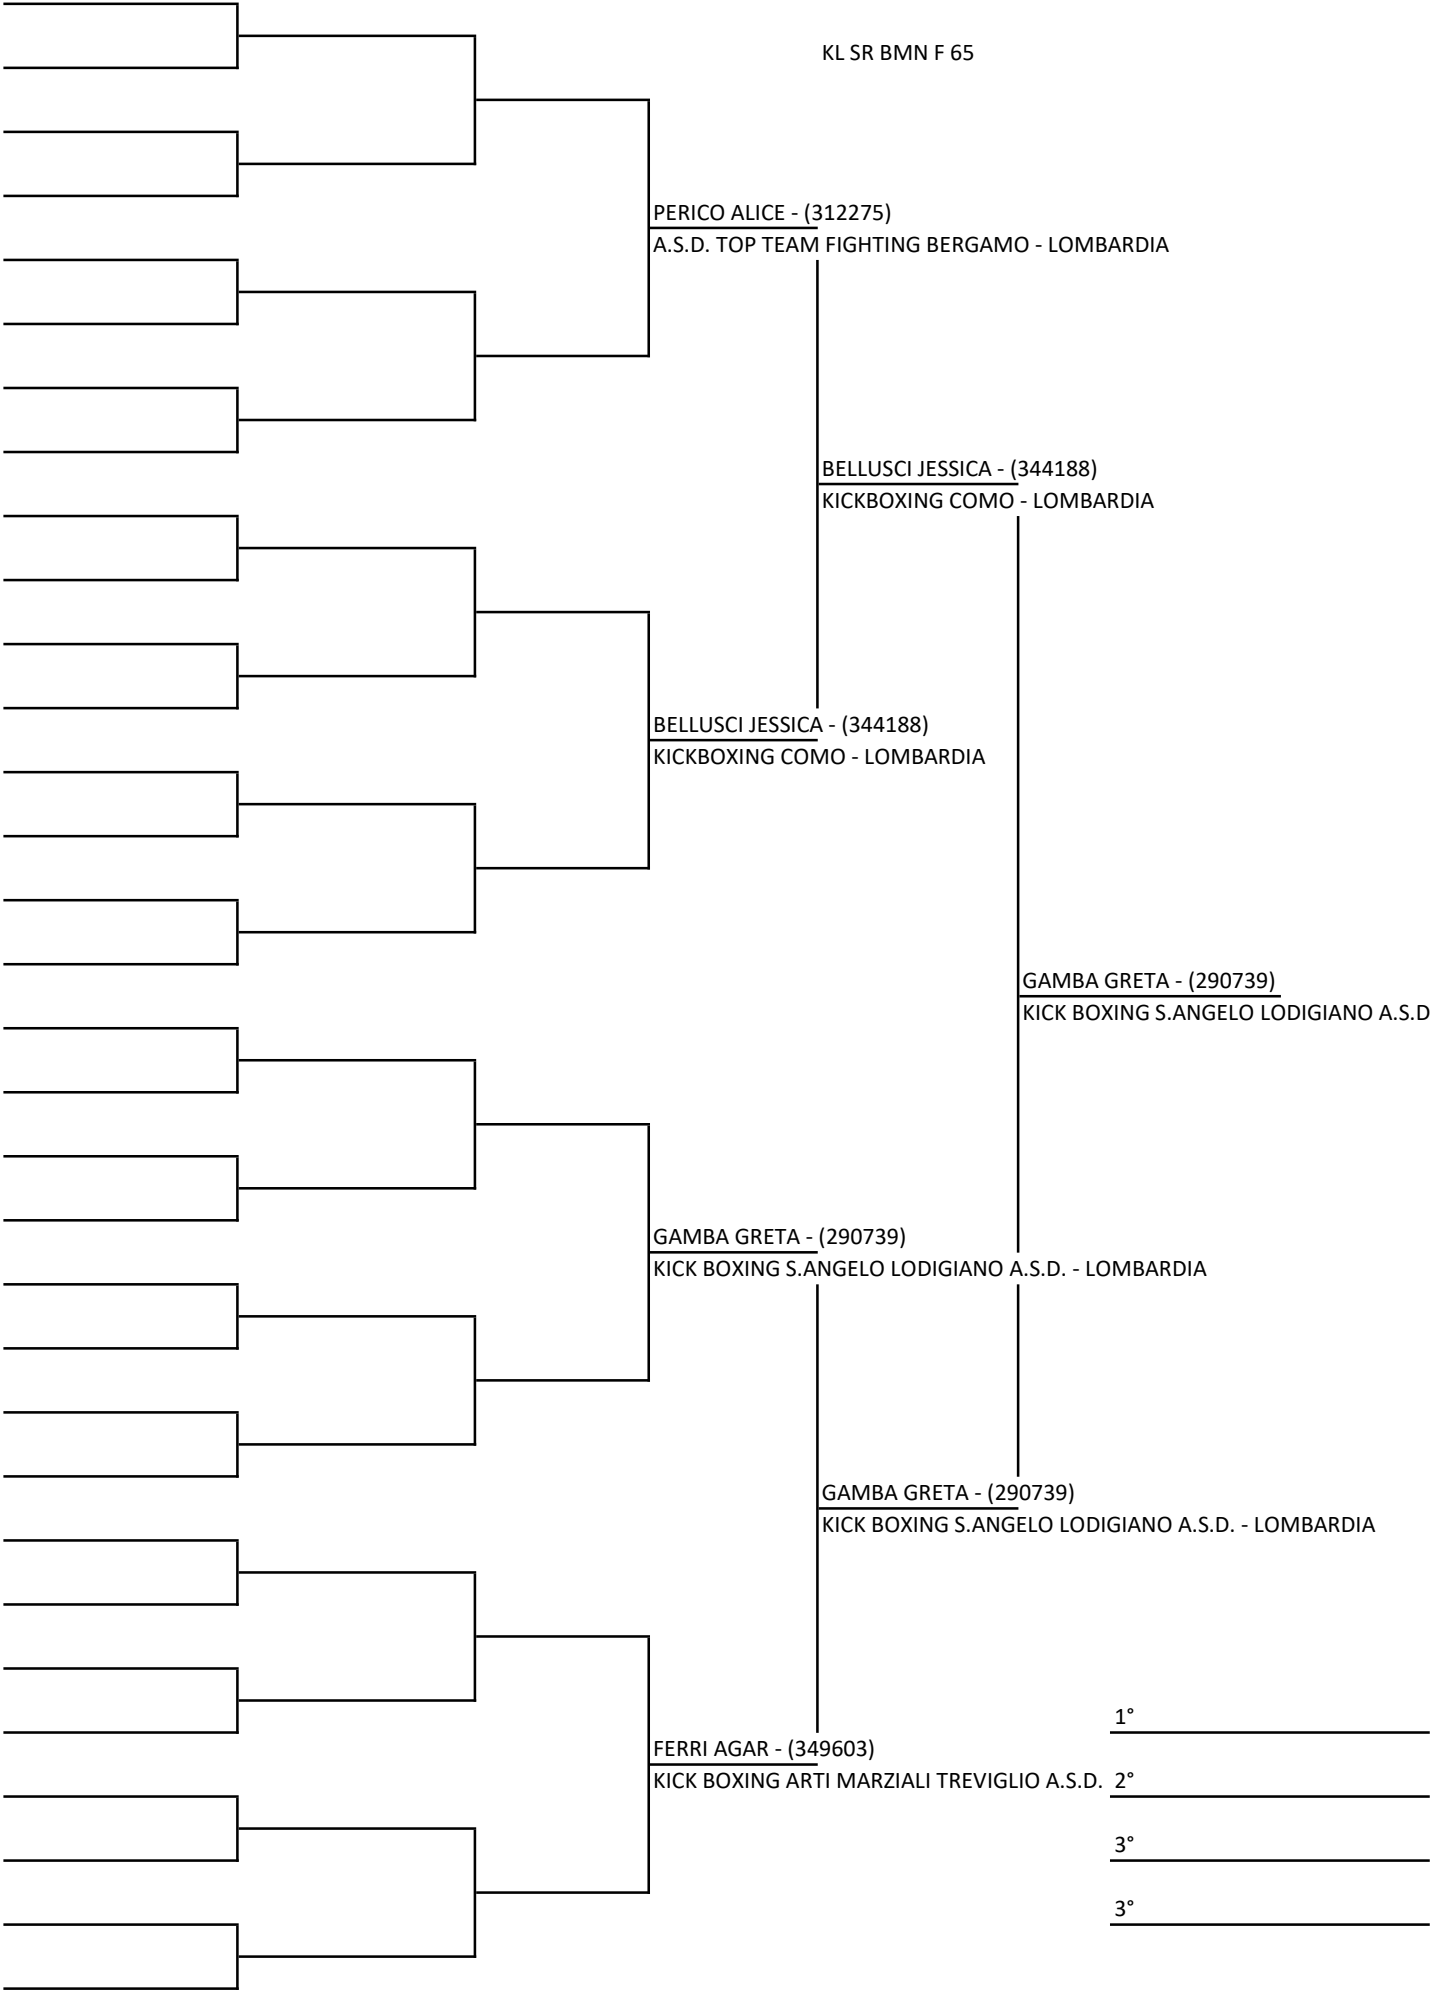 KL SR BMN F 65
PERICO ALICE - (312275)
A.S.D. TOP TEAM FIGHTING BERGAMO - LOMBARDIA
BELLUSCI JESSICA - (344188)
KICKBOXING COMO - LOMBARDIA
BELLUSCI JESSICA - (344188)
KICKBOXING COMO - LOMBARDIA
GAMBA GRETA - (290739)
KICK BOXING S.ANGELO LODIGIANO A.S.D
GAMBA GRETA - (290739)
KICK BOXING S.ANGELO LODIGIANO A.S.D. - LOMBARDIA
GAMBA GRETA - (290739)
KICK BOXING S.ANGELO LODIGIANO A.S.D. - LOMBARDIA
1°
FERRI AGAR - (349603)
KICK BOXING ARTI MARZIALI TREVIGLIO A.S.D. 2°
3°
3°